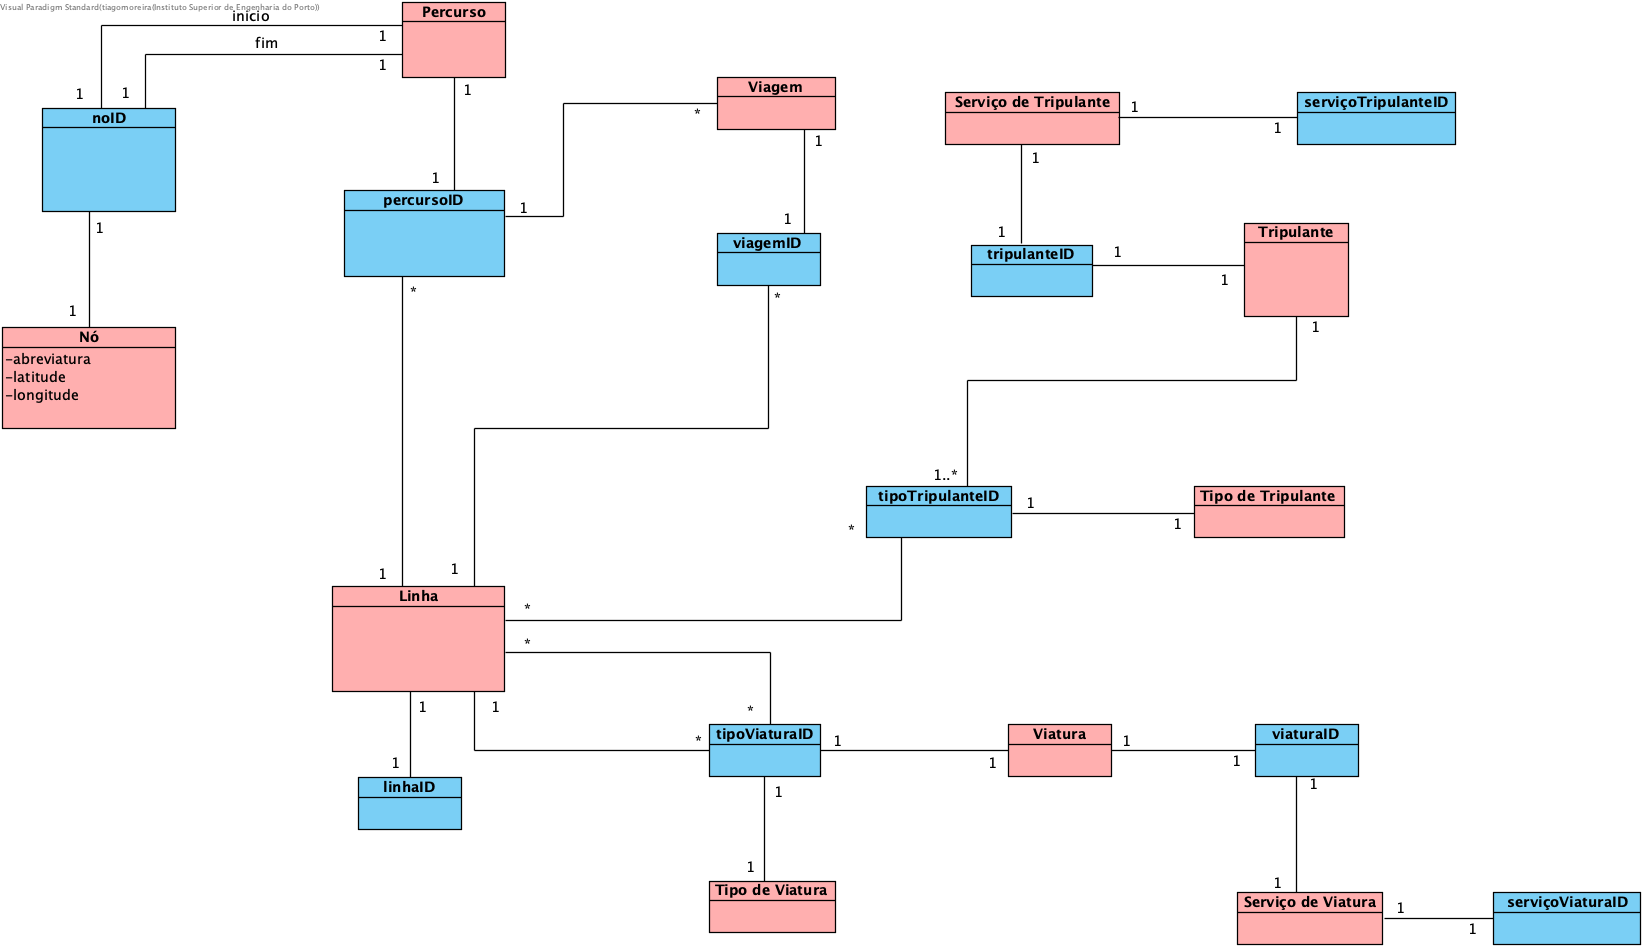 Visual Paradigm Standard(tiagomoreira(Instituto Superior de Engenharia do Porto))
inicio
fim
1
1
1
1
Percurso
1
1
noID
1
1
Nó
-abreviatura
-latitude
-longitude
percursoID
1
*
*
Viagem
1
1
viagemID
*
1
1
Linha
*
*
1
1
1
linhaID
Serviço de Tripulante
1
1
serviçoTripulanteID
1
1
tripulanteID
1
1
Tripulante
1
1..*
tipoTripulanteID
*
1
1
Tipo de Tripulante
*
*
tipoViaturaID
1
1
Viatura
1
1
viaturaID
1
1
Tipo de Viatura
1
1
Serviço de Viatura
1
1
serviçoViaturaID